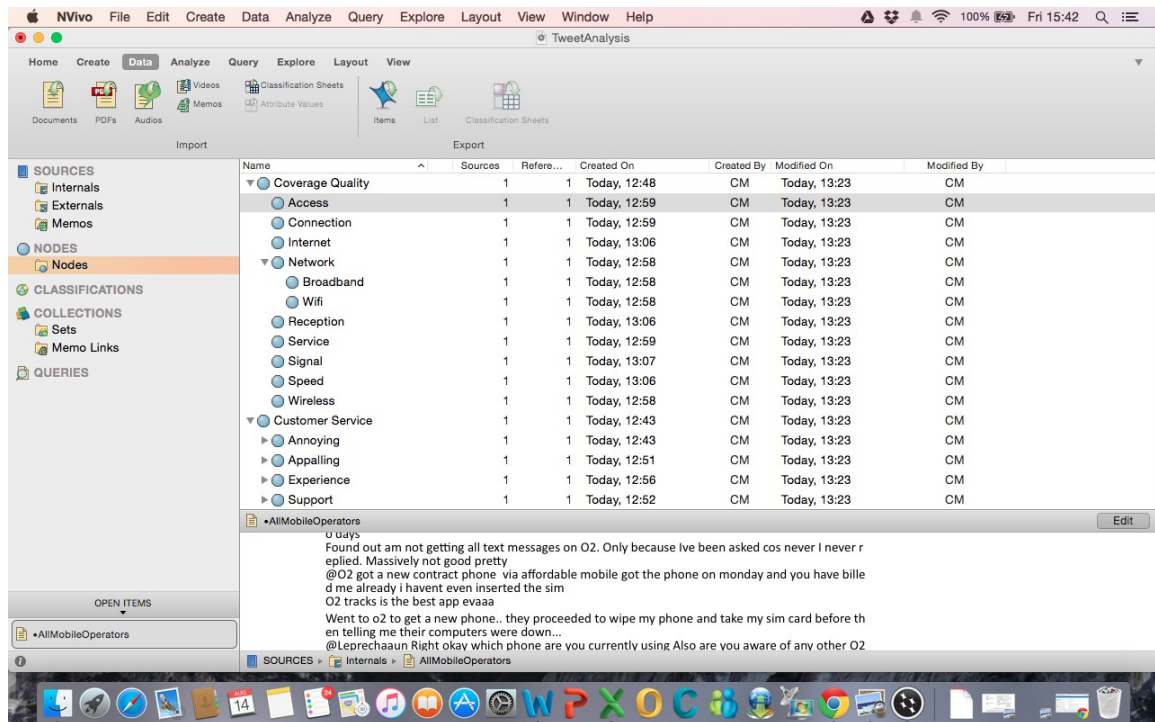 NVivo File Edit Create Data Analyze Query Explore Layout View Window Help 100% Fri 15:42
TweetAnalysis
Home Create Data Analyze Query Explore Layout View
Documents PDFs Audios Videos Memos Classification Sheets Attribute Values Items List Classification Sheets
Import Export
SOURCES
Internals
Externals
Memos
NODES
Nodes
CLASSIFICATIONS
COLLECTIONS
Sets
Memo Links
QUERIES
Name Sources Refere... Created On Created By Modified On Modified By
Coverage Quality 1 1 Today, 12:48 CM Today, 13:23 CM
Access 1 1 Today, 12:59 CM Today, 13:23 CM
Connection 1 1 Today, 12:59 CM Today, 13:23 CM
Internet 1 1 Today, 13:06 CM Today, 13:23 CM
Network 1 1 Today, 12:58 CM Today, 13:23 CM
Broadband 1 1 Today, 12:58 CM Today, 13:23 CM
Wifi 1 1 Today, 12:58 CM Today, 13:23 CM
Reception 1 1 Today, 13:06 CM Today, 13:23 CM
Service 1 1 Today, 12:59 CM Today, 13:23 CM
Signal 1 1 Today, 13:07 CM Today, 13:23 CM
Speed 1 1 Today, 13:06 CM Today, 13:23 CM
Wireless 1 1 Today, 12:58 CM Today, 13:23 CM
Customer Service 1 1 Today, 12:43 CM Today, 13:23 CM
Annoying 1 1 Today, 12:43 CM Today, 13:23 CM
Appalling 1 1 Today, 12:51 CM Today, 13:23 CM
Experience 1 1 Today, 12:56 CM Today, 13:23 CM
Support 1 1 Today, 12:52 CM Today, 13:23 CM
•AllMobileOperators Edit
o days
Found out am not getting all text messages on O2. Only because Ive been asked cos never I never r
eplied. Massively not good pretty
@O2 got a new contract phone via affordable mobile got the phone on monday and you have bille
d me already i havent even inserted the sim
O2 tracks is the best app evaaa
Went to o2 to get a new phone.. they proceeded to wipe my phone and take my sim card before th
en telling me their computers were down...
@Leprechaaun Right okay which phone are you currently using Also are you aware of any other O2
OPEN ITEMS
•AllMobileOperators
SOURCES Internals AllMobileOperators
AUG
14
24